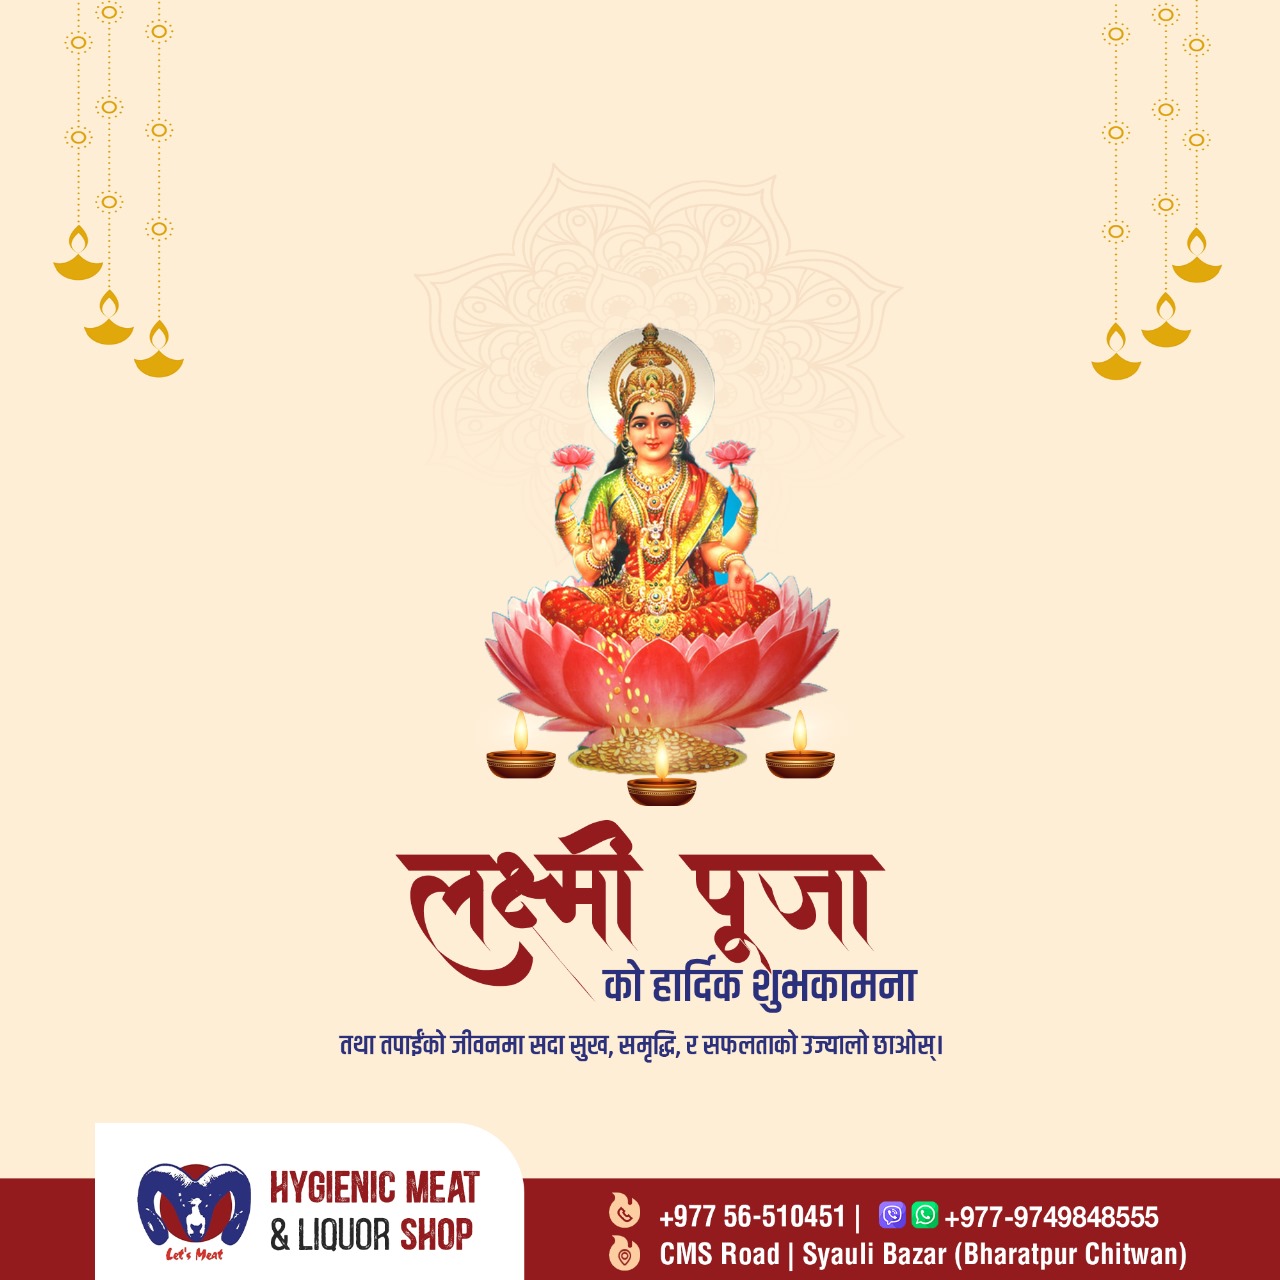 लक्ष्मी पूजा
को हार्दिक शुभकामना
तथा तपाईंको जीवनमा सदा सुख, समृद्धि, र सफलताको उज्यालो छाओस्।
HYGIENIC MEAT
& LIQUOR SHOP
Let's Meat
+977 56-510451 | +977-9749848555
CMS Road | Syauli Bazar (Bharatpur Chitwan)